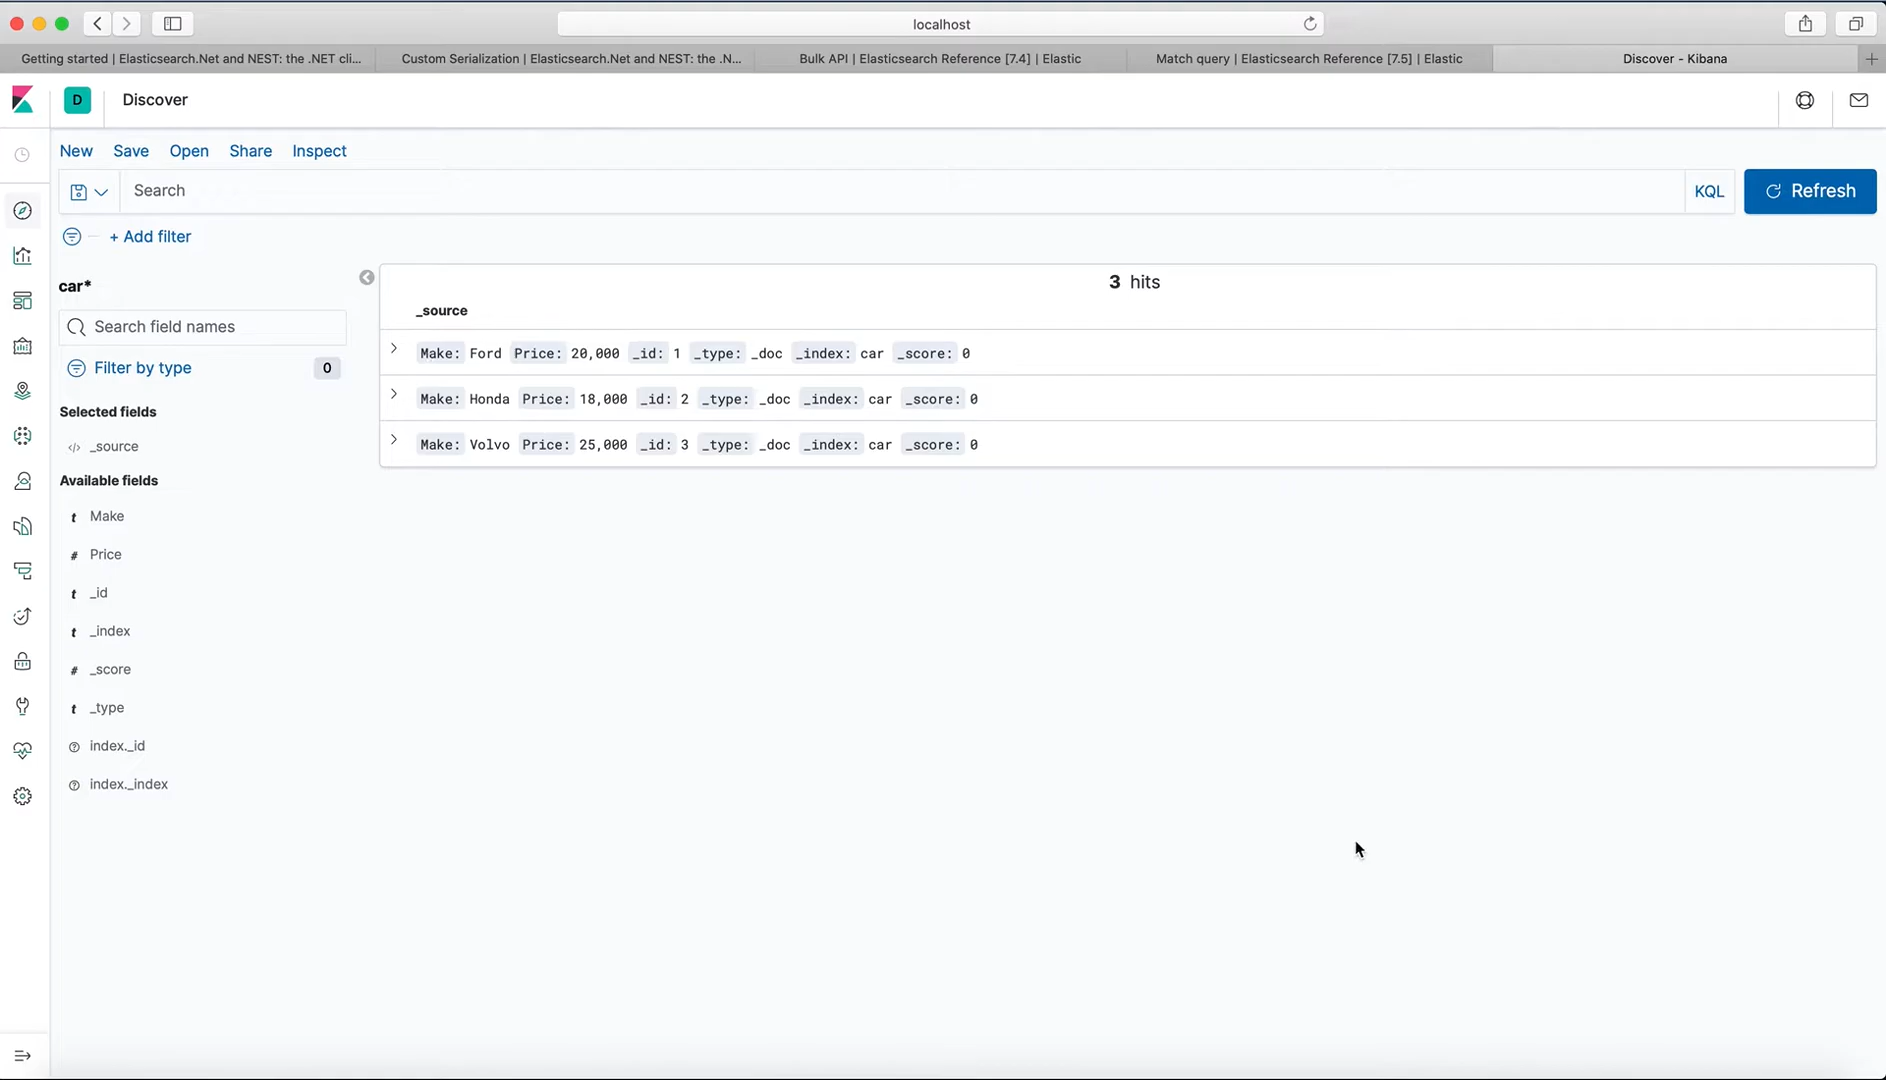 localhost
Getting started | Elasticsearch.Net and NEST: the .NET cli...
Custom Serialization | Elasticsearch.Net and NEST: the .N...
Bulk API | Elasticsearch Reference [7.4] | Elastic
Match query | Elasticsearch Reference [7.5] | Elastic
Discover - Kibana
D
Discover
New Save Open Share Inspect
Search
KQL
Refresh
+ Add filter
car*
Search field names
Filter by type 0
Selected fields
_source
Available fields
Make
Price
_id
_index
_score
_type
index._id
index._index
3 hits
_source
Make: Ford Price: 20,000 _id: 1 _type: _doc _index: car _score: 0
Make: Honda Price: 18,000 _id: 2 _type: _doc _index: car _score: 0
Make: Volvo Price: 25,000 _id: 3 _type: _doc _index: car _score: 0